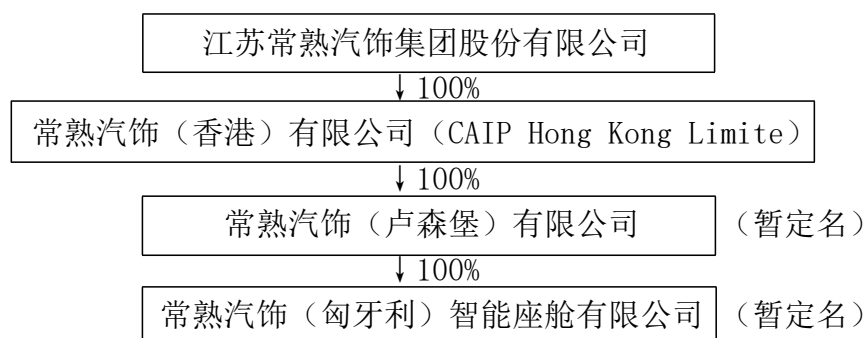 江苏常熟汽饰集团股份有限公司
100%
常熟汽饰（香港）有限公司（CAIP Hong Kong Limite）
100%
常熟汽饰（卢森堡）有限公司 （暂定名）
100%
常熟汽饰（匈牙利）智能座舱有限公司 （暂定名）